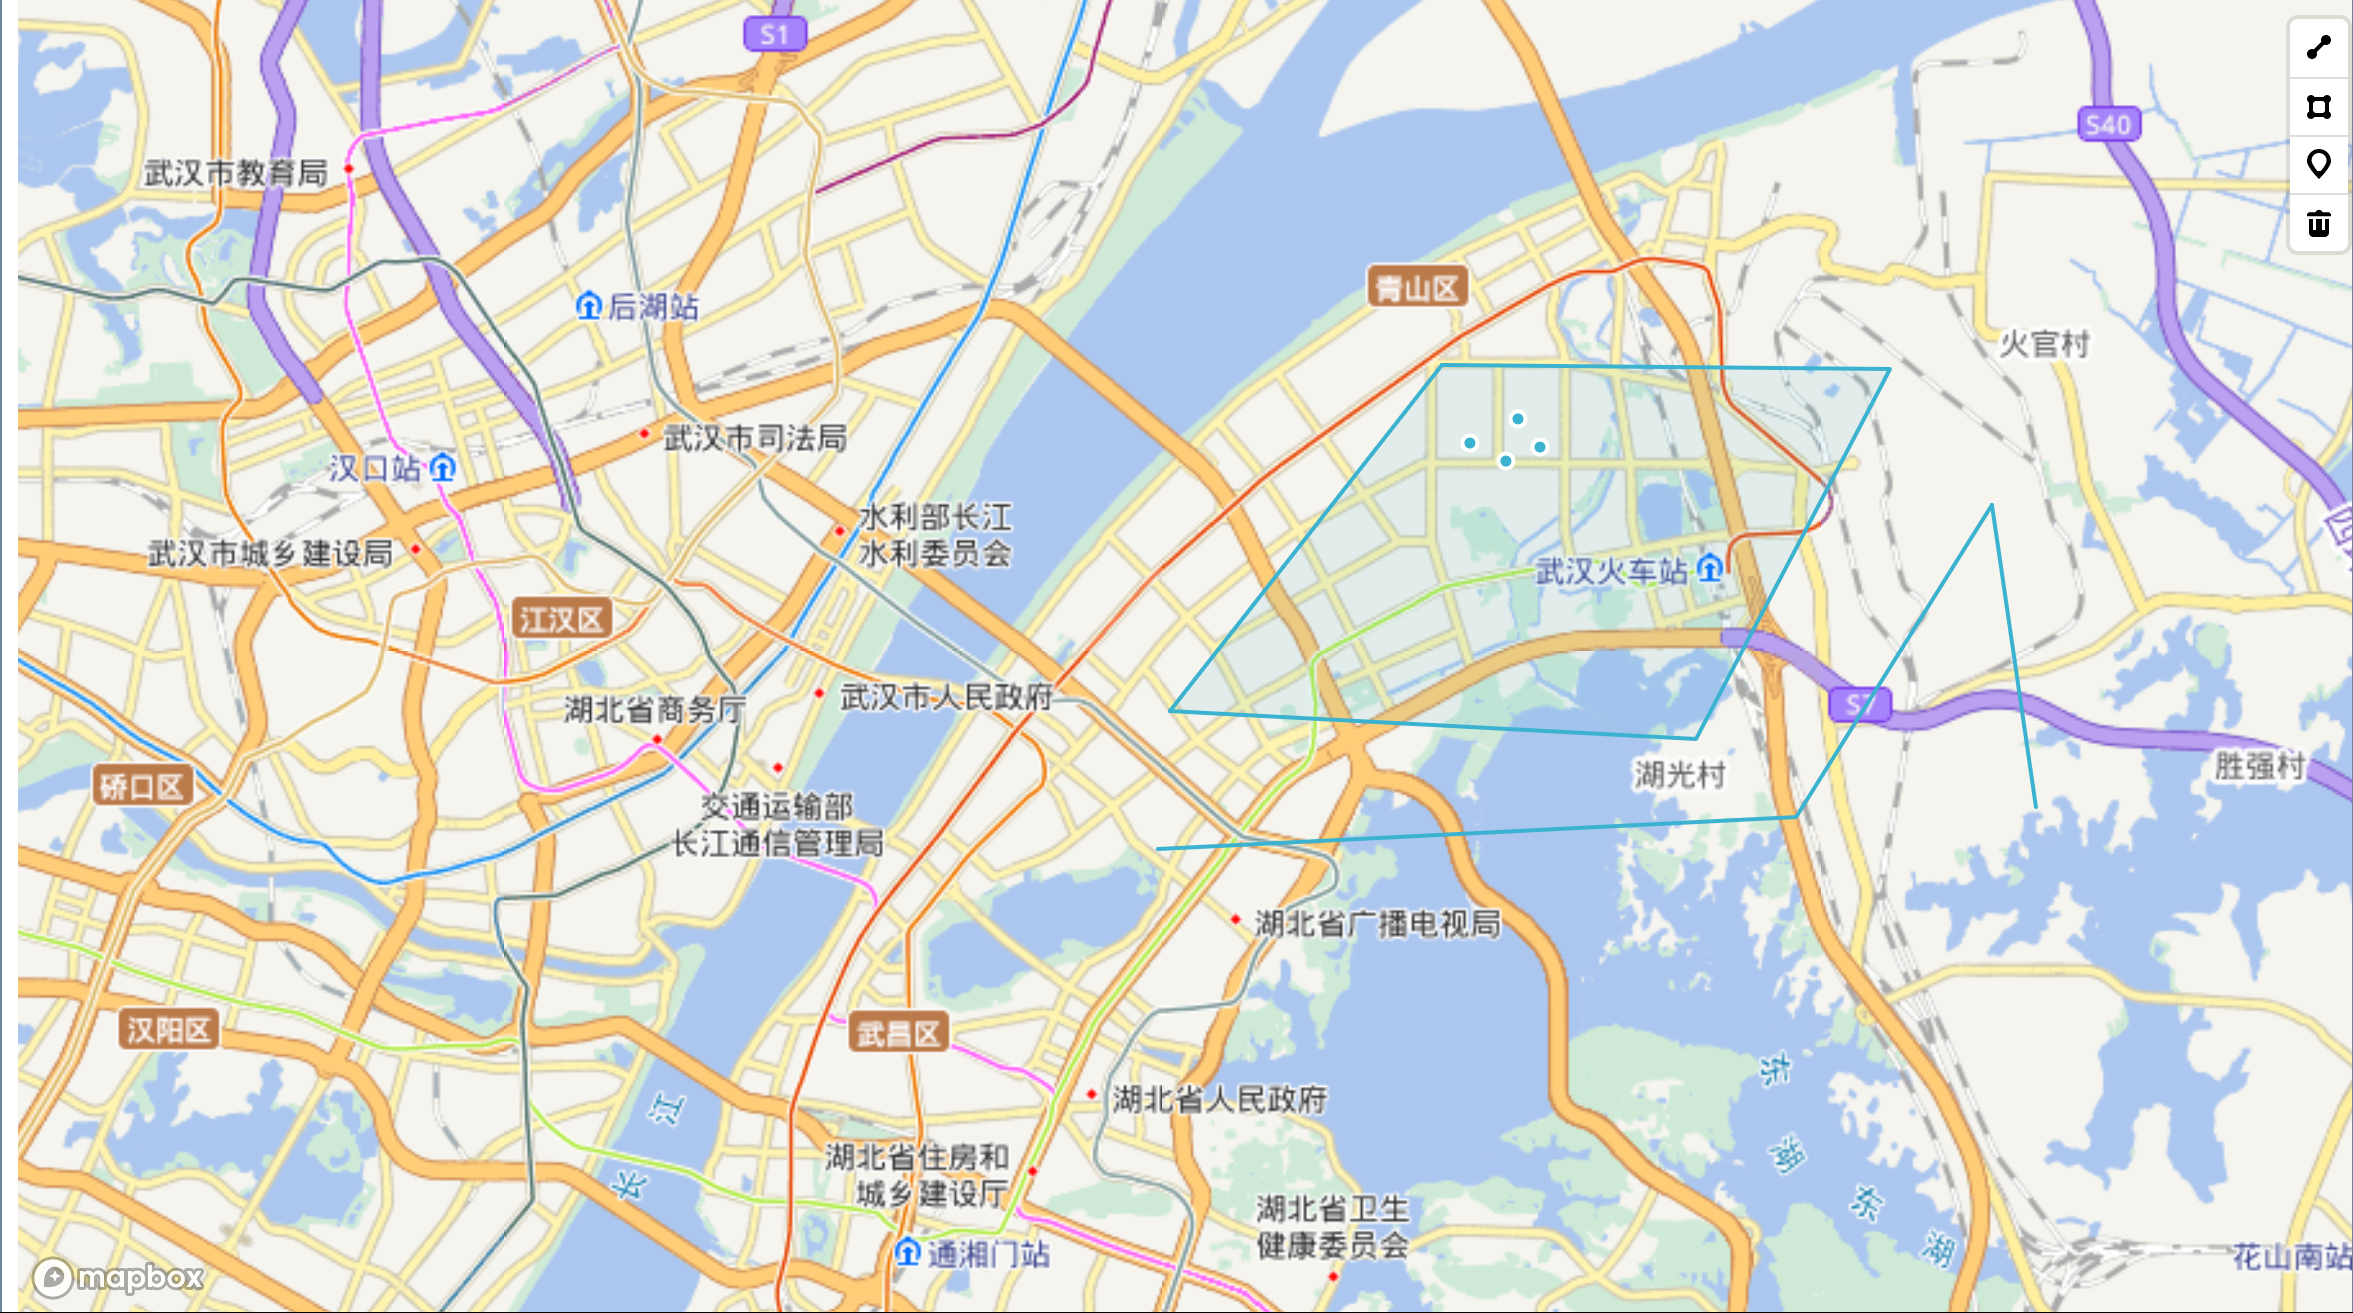 S1
S40
武汉市教育局
青山区
后湖站
火官村
武汉市司法局
汉口站
水利部长江
水利委员会
武汉市城乡建设局
武汉火车站
江汉区
武汉市人民政府
湖北省商务厅
S7
胜强村
湖光村
硚口区
交通运输部
长江通信管理局
湖北省广播电视局
汉阳区
武昌区
东
湖
江
长
湖北省人民政府
湖北省住房和
城乡建设厅
东
湖
湖北省卫生
健康委员会
通湘门站
花山南站
mapbox